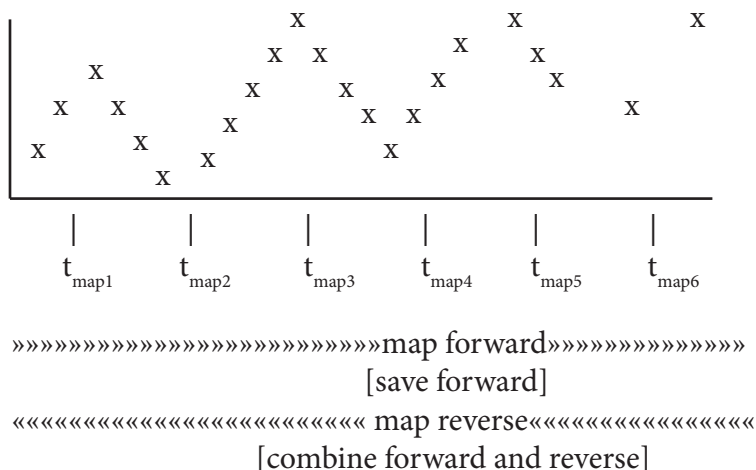 t_map1 t_map2 t_map3 t_map4 t_map5 t_map6
»»»»»»»»»»»»»»»»»»»»»»»»»»map forward»»»»»»»»»»»»»»
[save forward]
««««««««««««««««««««««««« map reverse««««««««««««««««
[combine forward and reverse]